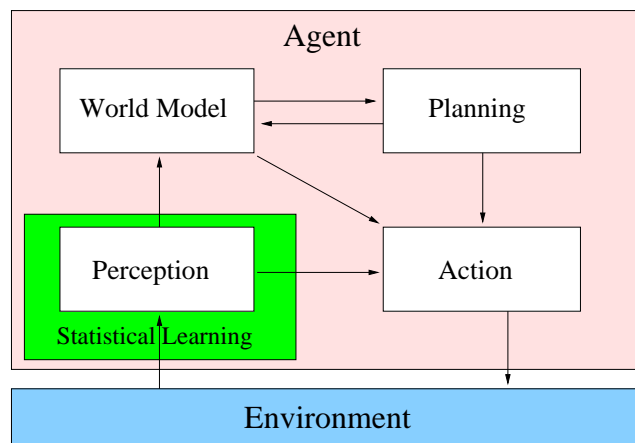 Agent
World Model
Planning
Perception
Action
Statistical Learning
Environment